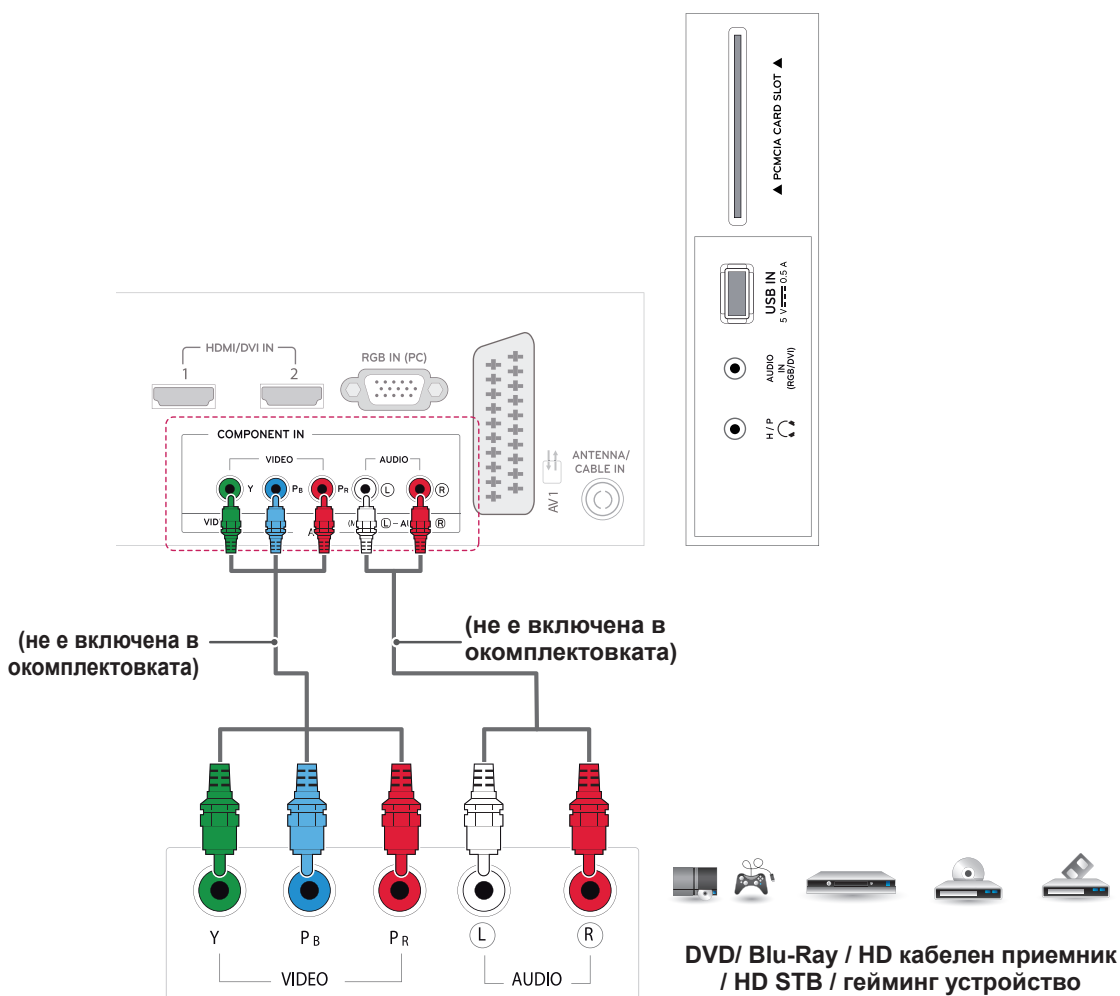 ▲ PCMCIA CARD SLOT ▲
USB IN
5 V 0.5 A
AUDIO
IN
(RGB/DVI)
H / P
HDMI/DVI IN
1 2
RGB IN (PC)
COMPONENT IN
VIDEO AUDIO
Y PB PR L R
L R
AV1
ANTENNA/
CABLE IN
(не е включена в
окомплектовката)
(не е включена в
окомплектовката)
Y PB PR L R
VIDEO AUDIO
DVD/ Blu-Ray / HD кабелен приемник
/ HD STB / гейминг устройство